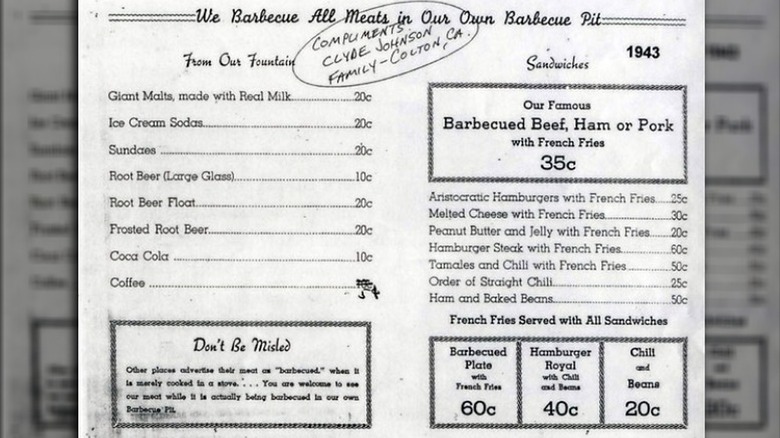 We Barbecue All Meats in Our Own Barbecue Pit
COMPLIMENTS
CLYDE JOHNSON
FAMILY - COLTON, CA.
1943
From Our Fountain
Giant Malts, made with Real Milk 20c
Ice Cream Sodas 20c
Sundaes 20c
Root Beer (Large Glass) 10c
Root Beer Float 20c
Frosted Root Beer 20c
Coca Cola 10c
Coffee 5¢
Don't Be Misled
Other places advertise their meat as "barbecued," when it
is merely cooked in a stove. . . . You are welcome to see
our meat while it is actually being barbecued in our own
Barbecue Pit.
Sandwiches
Our Famous
Barbecued Beef, Ham or Pork
with French Fries
35c
Aristocratic Hamburgers with French Fries 25c
Melted Cheese with French Fries 30c
Peanut Butter and Jelly with French Fries 20c
Hamburger Steak with French Fries 60c
Tamales and Chili with French Fries 50c
Order of Straight Chili 25c
Ham and Baked Beans 50c
French Fries Served with All Sandwiches
Barbecued
Plate
with
French Fries
60c
Hamburger
Royal
with Chili
and Beans
40c
Chili
and
Beans
20c